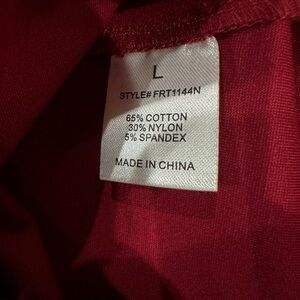 L
STYLE# FRT1144N
65% COTTON
30% NYLON
5% SPANDEX
MADE IN CHINA